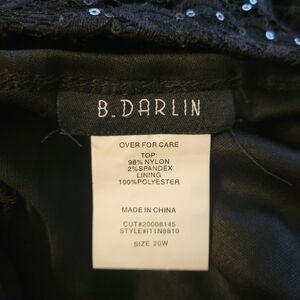 B.DARLIN
OVER FOR CARE
TOP:
98%NYLON
2%SPANDEX
LINING
100%POLYESTER
MADE IN CHINA
CUT#20008145
STYLE#I11N8810
SIZE 20W